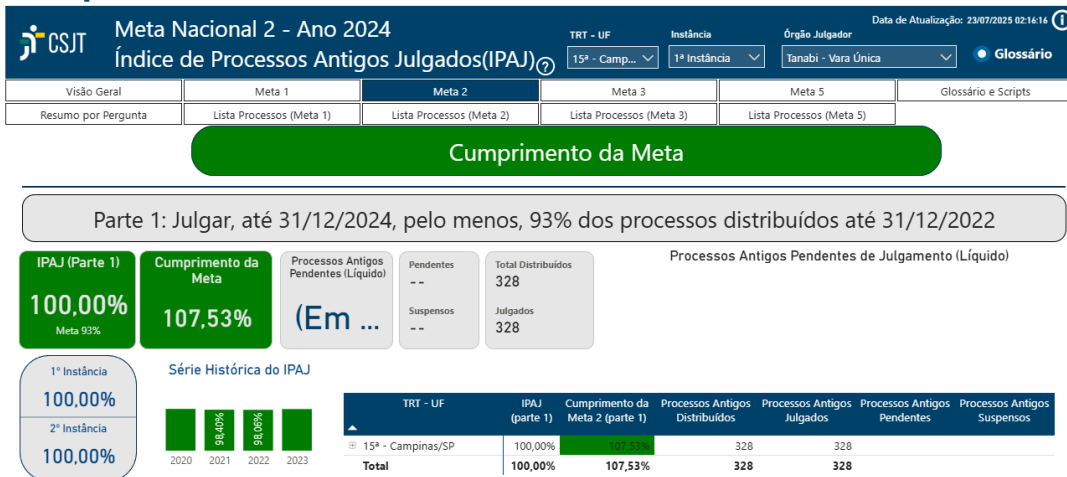 CSJT
Meta Nacional 2 - Ano 2024
Índice de Processos Antigos Julgados(IPAJ)
?
TRT - UF
15ª - Camp...
Instância
1ª Instância
Órgão Julgador
Tanabi - Vara Única
Data de Atualização: 23/07/2025 02:16:16
i
Glossário
Visão Geral
Meta 1
Meta 2
Meta 3
Meta 5
Glossário e Scripts
Resumo por Pergunta
Lista Processos (Meta 1)
Lista Processos (Meta 2)
Lista Processos (Meta 3)
Lista Processos (Meta 5)
Cumprimento da Meta
Parte 1: Julgar, até 31/12/2024, pelo menos, 93% dos processos distribuídos até 31/12/2022
IPAJ (Parte 1)
100,00%
Meta 93%
Cumprimento da
Meta
107,53%
Processos Antigos
Pendentes (Líquido)
(Em ...
Pendentes
--
Suspensos
--
Total Distribuídos
328
Julgados
328
Processos Antigos Pendentes de Julgamento (Líquido)
1º Instância
100,00%
2º Instância
100,00%
Série Histórica do IPAJ
98,40%
98,06%
2020 2021 2022 2023
TRT - UF
IPAJ
(parte 1)
Cumprimento da
Meta 2 (parte 1)
Processos Antigos
Distribuídos
Processos Antigos
Julgados
Processos Antigos
Pendentes
Processos Antigos
Suspensos
15ª - Campinas/SP 100,00% 107,53% 328 328
Total 100,00% 107,53% 328 328